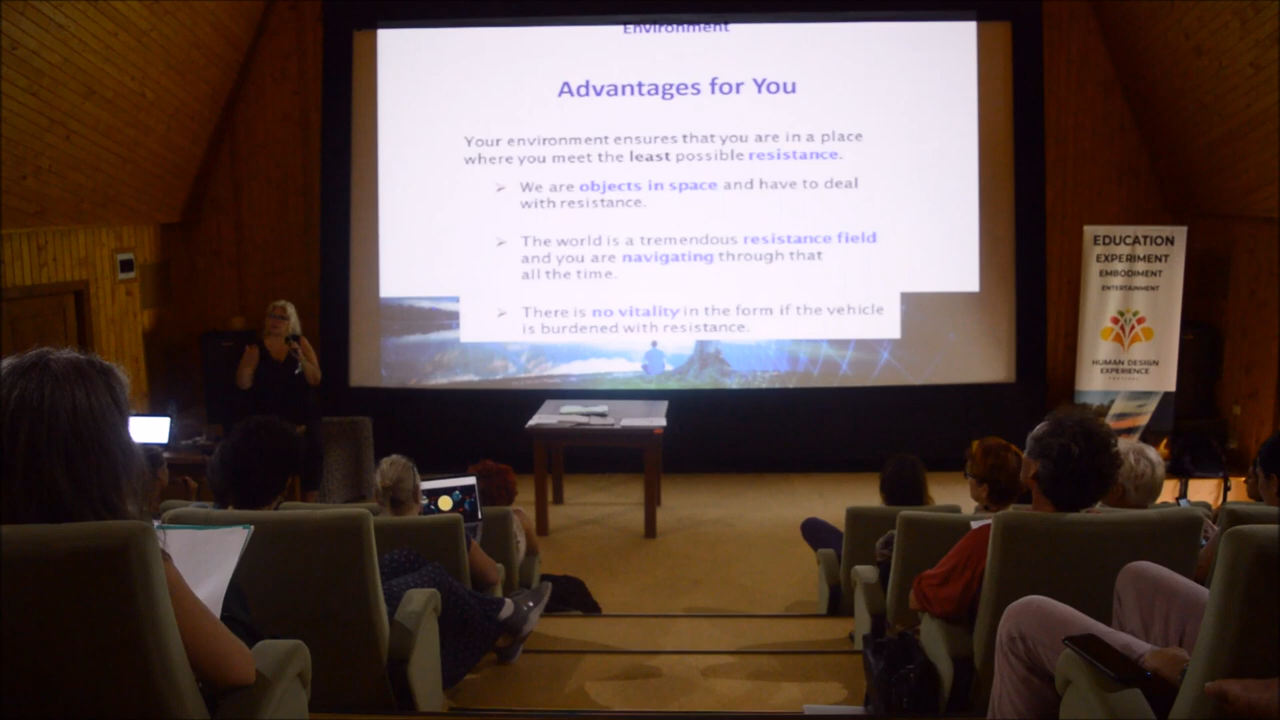 Environment
Advantages for You
Your environment ensures that you are in a place
where you meet the least possible resistance.
➢ We are objects in space and have to deal
with resistance.
➢ The world is a tremendous resistance field
and you are navigating through that
all the time.
➢ There is no vitality in the form if the vehicle
is burdened with resistance.
EDUCATION
EXPERIMENT
EMBODIMENT
ENTERTAINMENT
HUMAN DESIGN
EXPERIENCE
FESTIVAL